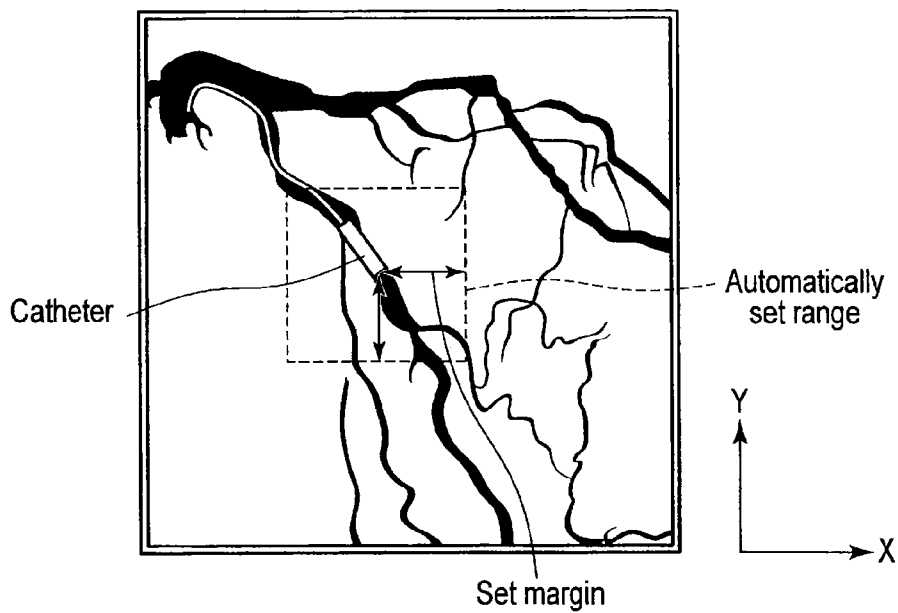 Catheter
Automatically
set range
Y
X
Set margin